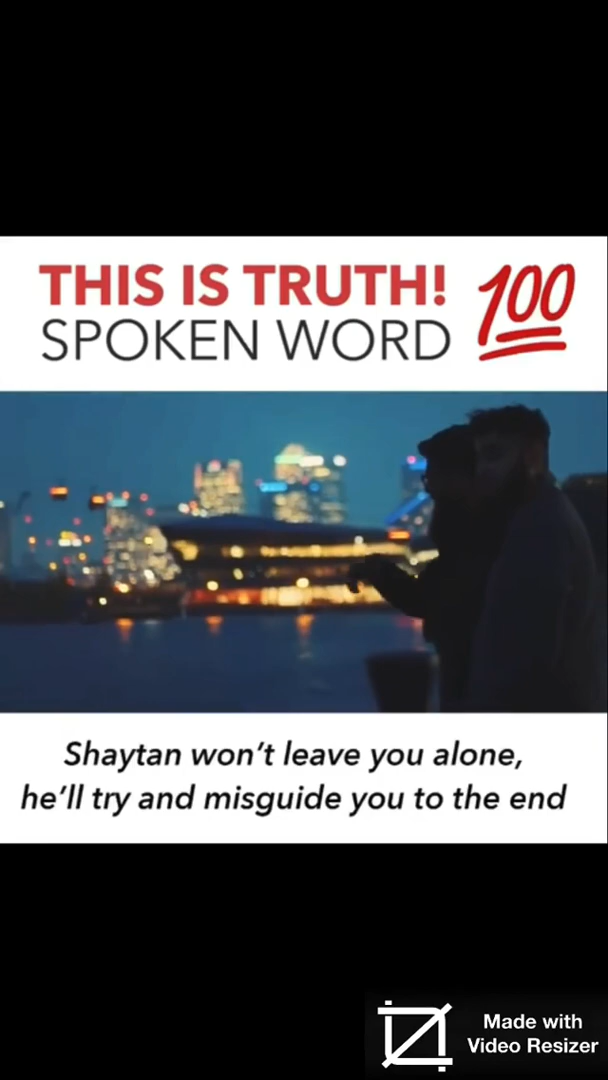 THIS IS TRUTH! 💯
SPOKEN WORD
Shaytan won't leave you alone,
he'll try and misguide you to the end
Made with
Video Resizer